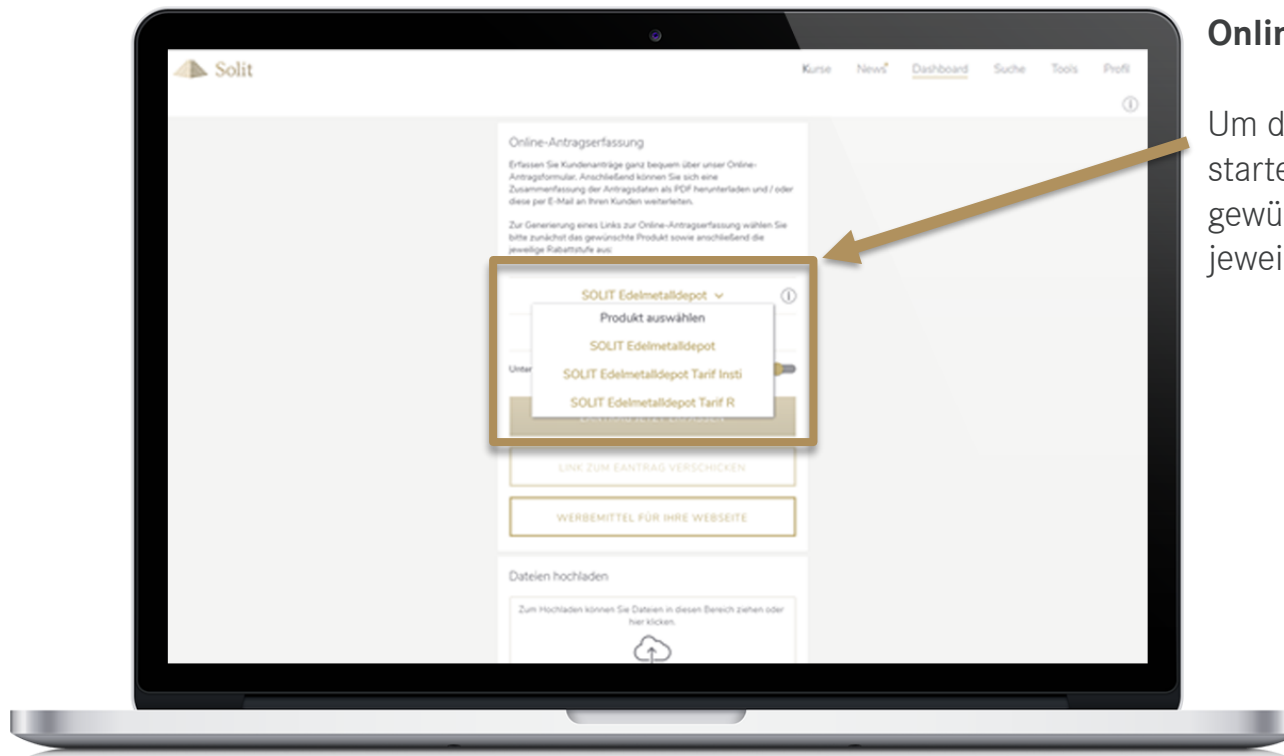 Solit
Kurse News Dashboard Suche Tools Profil
Online-Antragserfassung
Erfassen Sie Kundenanträge ganz bequem über unser Online-
Antragsformular. Anschließend können Sie sich eine
Zusammenfassung der Antragsdaten als PDF herunterladen und / oder
diese per E-Mail an Ihren Kunden weiterleiten.
Zur Generierung eines Links zur Online-Antragserfassung wählen Sie
bitte zunächst das gewünschte Produkt sowie anschließend die
jeweilige Rabattstufe aus:
SOLIT Edelmetalldepot
Produkt auswählen
SOLIT Edelmetalldepot
SOLIT Edelmetalldepot Tarif Insti
SOLIT Edelmetalldepot Tarif R
Unter
LINK ZUM EANTRAG VERSCHICKEN
WERBEMITTEL FÜR IHRE WEBSEITE
Dateien hochladen
Zum Hochladen können Sie Dateien in diesen Bereich ziehen oder
hier klicken.
Onlin
Um d
starte
gewü
jewei